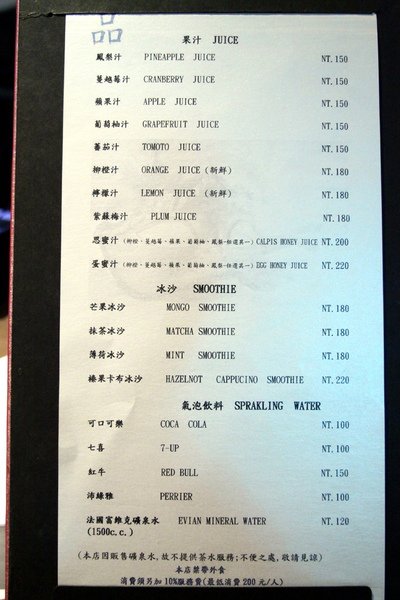 品
果汁 JUICE
鳳梨汁 PINEAPPLE JUICE NT.150
蔓越莓汁 CRANBERRY JUICE NT.150
蘋果汁 APPLE JUICE NT.150
葡萄柚汁 GRAPEFRUIT JUICE NT.150
蕃茄汁 TOMOTO JUICE NT.150
柳橙汁 ORANGE JUICE (新鮮) NT.180
檸檬汁 LEMON JUICE (新鮮) NT.180
紫蘇梅汁 PLUM JUICE NT.180
思蜜汁 (柳橙、蔓越莓、蘋果、葡萄柚、鳳梨-任選其一) CALPIS HONEY JUICE NT.200
蛋蜜汁 (柳橙、蔓越莓、蘋果、葡萄柚、鳳梨-任選其一) EGG HONEY JUICE NT.220
冰沙 SMOOTHIE
芒果冰沙 MONGO SMOOTHIE NT.180
抹茶冰沙 MATCHA SMOOTHIE NT.180
薄荷冰沙 MINT SMOOTHIE NT.180
榛果卡布冰沙 HAZELNOT CAPPUCINO SMOOTHIE NT.220
氣泡飲料 SPRAKLING WATER
可口可樂 COCA COLA NT.100
七喜 7-UP NT.100
紅牛 RED BULL NT.150
沛綠雅 PERRIER NT.100
法國富維克礦泉水 EVIAN MINERAL WATER NT.120
(1500c.c.)
(本店因販售礦泉水,故不提供茶水服務;不便之處,敬請見諒)
本店禁帶外食
消費須另加 10%服務費(最低消費 200 元/人)